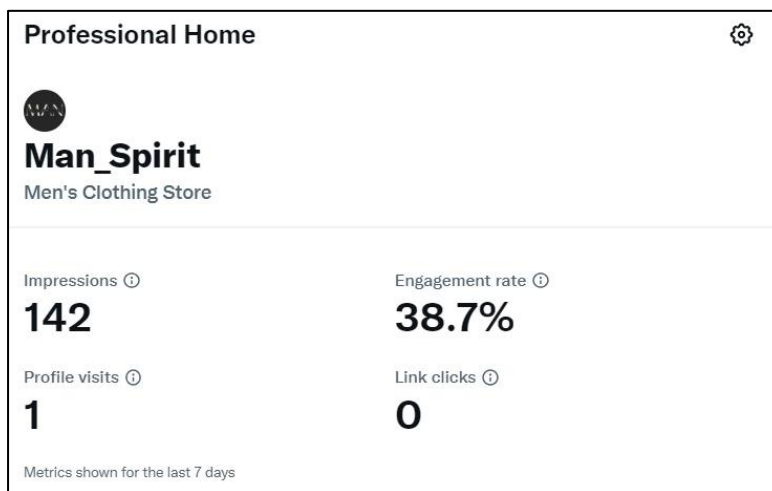 Professional Home
MAN
Man_Spirit
Men's Clothing Store
Impressions
Engagement rate
142
38.7%
Profile visits
Link clicks
1
0
Metrics shown for the last 7 days